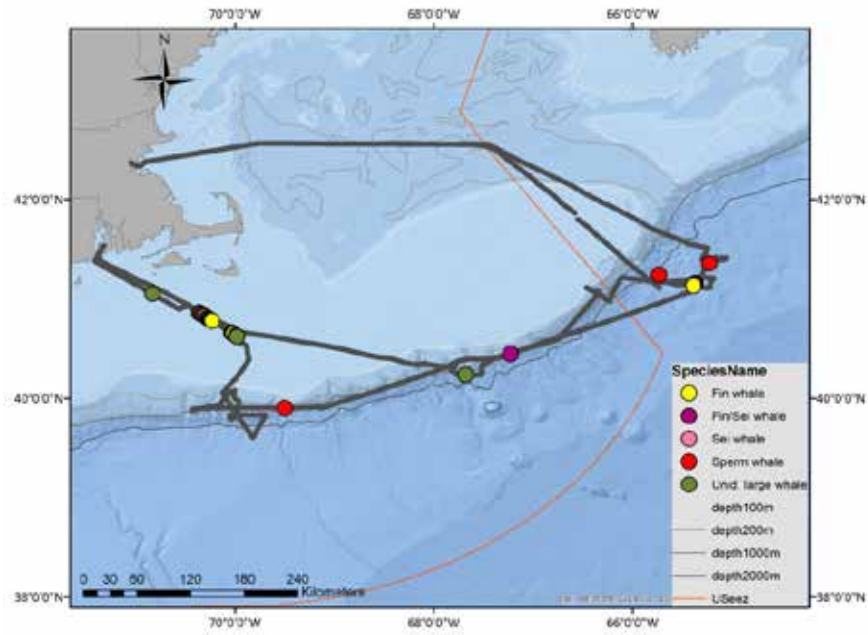 70°0'0"W 68°0'0"W 66°0'0"W
N
42°0'0"N 42°0'0"N
40°0'0"N 40°0'0"N
SpeciesName
Fin whale
Fin/Sei whale
Sei whale
Sperm whale
Unid. large whale
depth100m
depth200m
depth1000m
depth2000m
USeez
0 30 60 120 180 240
Kilometers
38°0'0"N 38°0'0"N
70°0'0"W 68°0'0"W 66°0'0"W